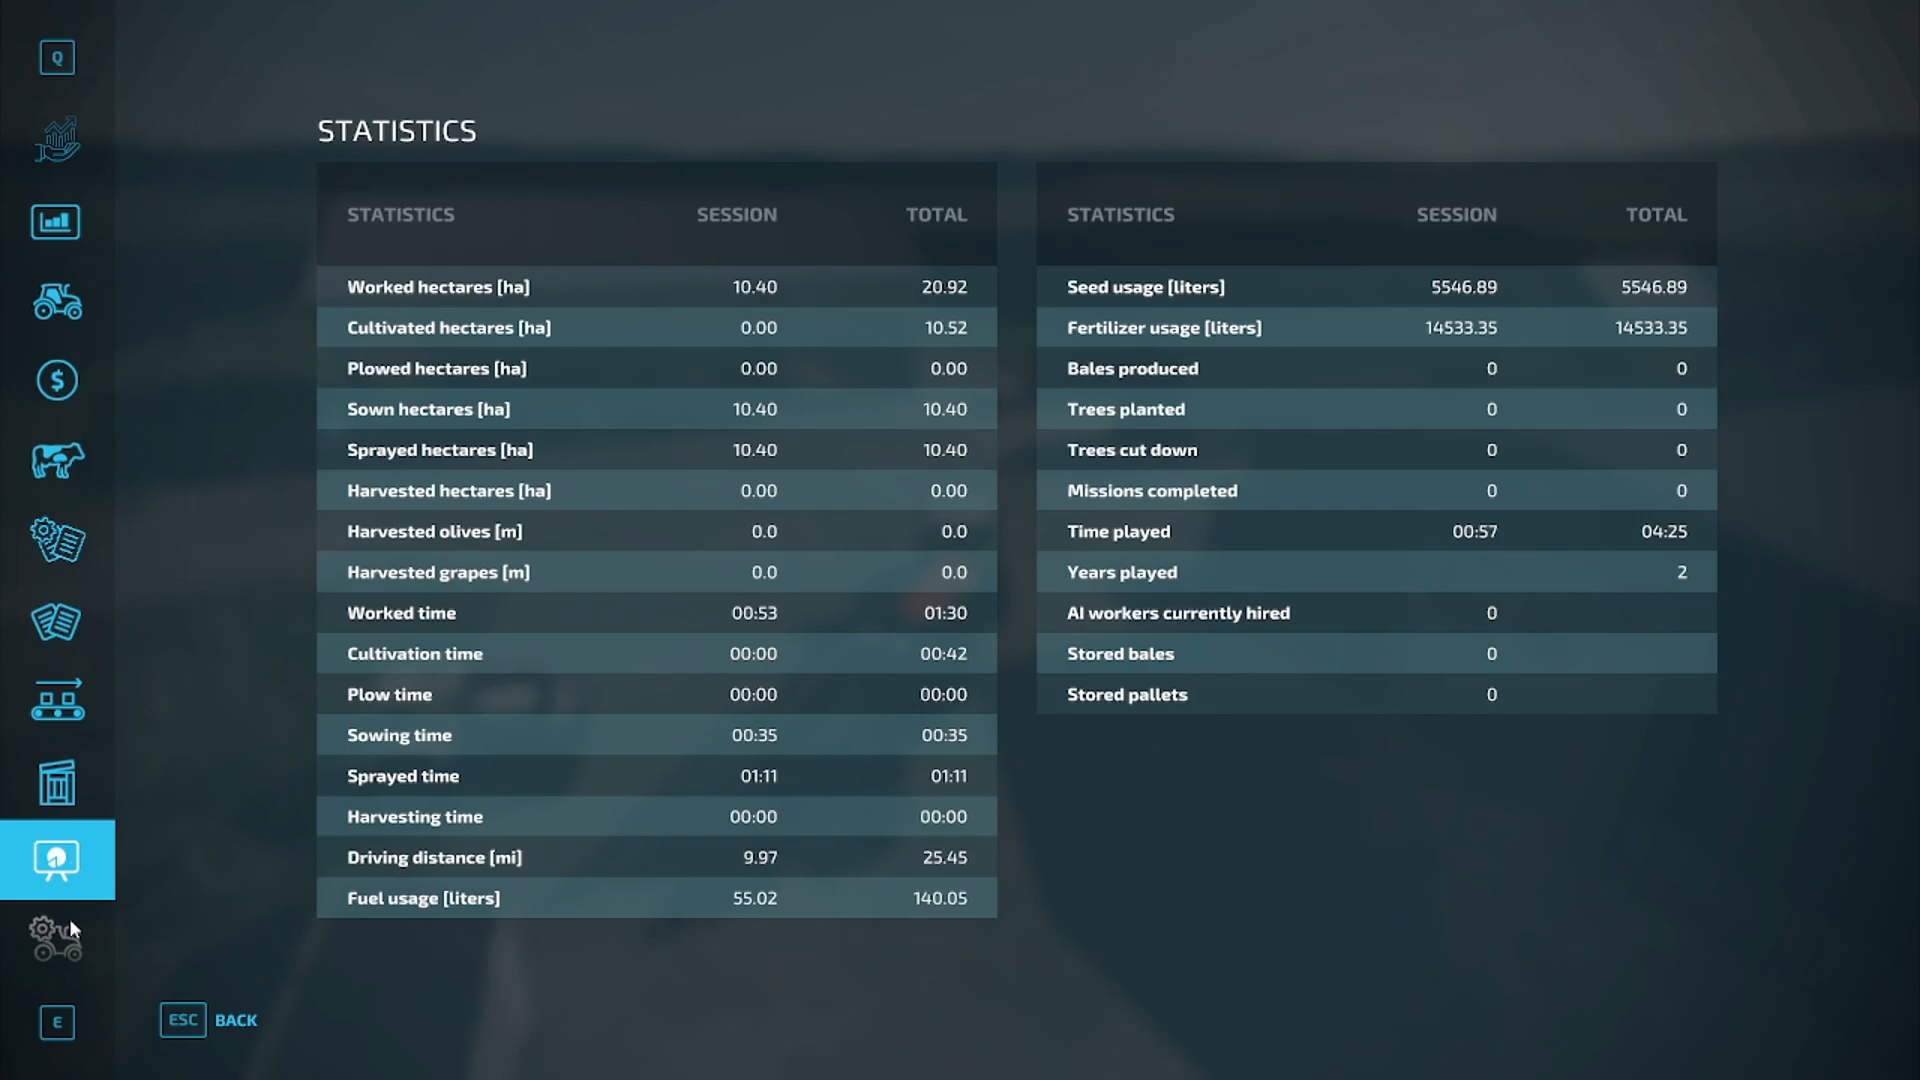 Q
STATISTICS
STATISTICS SESSION TOTAL
Worked hectares [ha] 10.40 20.92
Cultivated hectares [ha] 0.00 10.52
Plowed hectares [ha] 0.00 0.00
Sown hectares [ha] 10.40 10.40
Sprayed hectares [ha] 10.40 10.40
Harvested hectares [ha] 0.00 0.00
Harvested olives [m] 0.0 0.0
Harvested grapes [m] 0.0 0.0
Worked time 00:53 01:30
Cultivation time 00:00 00:42
Plow time 00:00 00:00
Sowing time 00:35 00:35
Sprayed time 01:11 01:11
Harvesting time 00:00 00:00
Driving distance [mi] 9.97 25.45
Fuel usage [liters] 55.02 140.05
STATISTICS SESSION TOTAL
Seed usage [liters] 5546.89 5546.89
Fertilizer usage [liters] 14533.35 14533.35
Bales produced 0 0
Trees planted 0 0
Trees cut down 0 0
Missions completed 0 0
Time played 00:57 04:25
Years played 2
AI workers currently hired 0
Stored bales 0
Stored pallets 0
E
ESC BACK